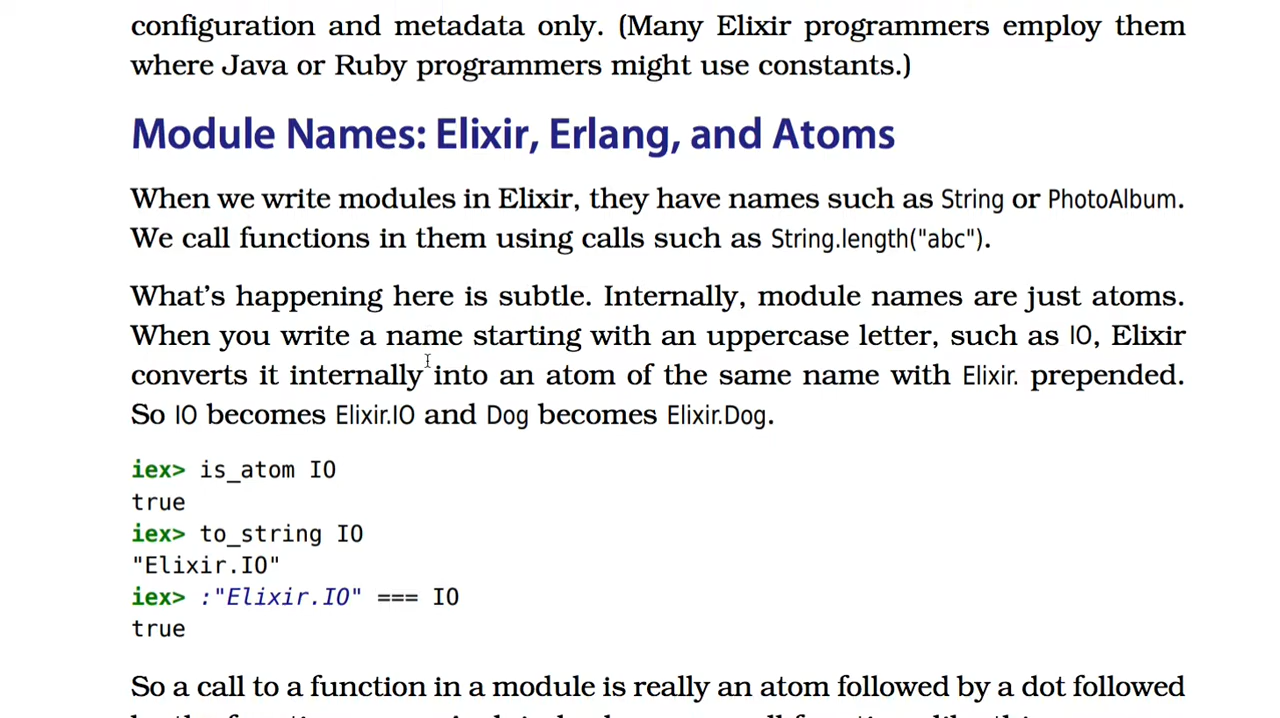 configuration and metadata only. (Many Elixir programmers employ them
where Java or Ruby programmers might use constants.)
Module Names: Elixir, Erlang, and Atoms
When we write modules in Elixir, they have names such as String or PhotoAlbum.
We call functions in them using calls such as String.length("abc").
What's happening here is subtle. Internally, module names are just atoms.
When you write a name starting with an uppercase letter, such as IO, Elixir
converts it internally into an atom of the same name with Elixir. prepended.
So IO becomes Elixir.IO and Dog becomes Elixir.Dog.
iex> is_atom IO
true
iex> to_string IO
"Elixir.IO"
iex> :"Elixir.IO" === IO
true
So a call to a function in a module is really an atom followed by a dot followed